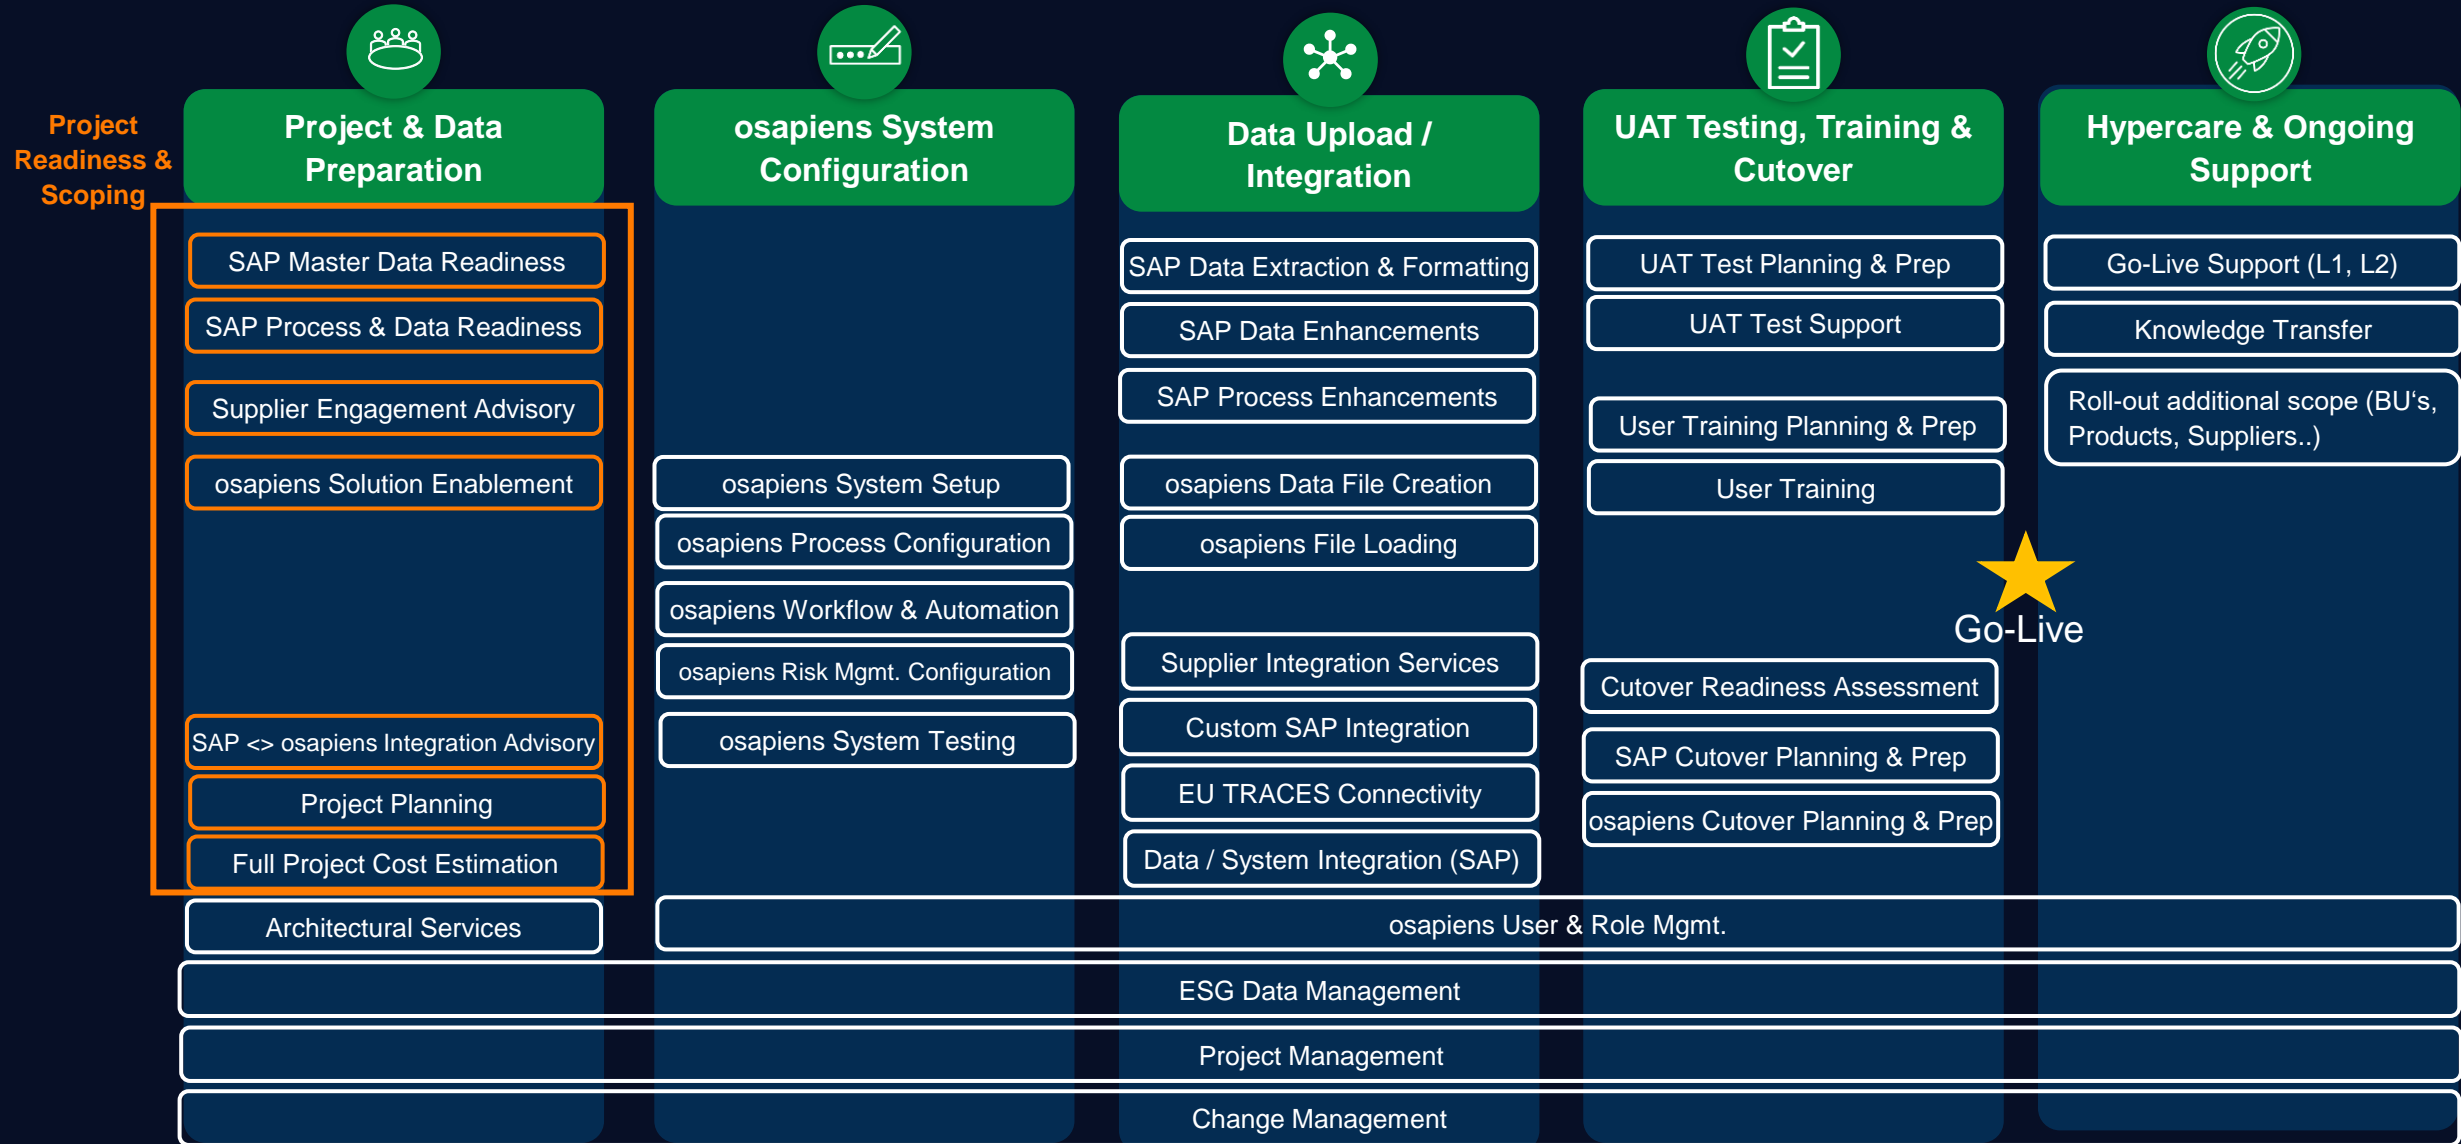 Project
Readiness &
Scoping
Project & Data
Preparation
SAP Master Data Readiness
SAP Process & Data Readiness
Supplier Engagement Advisory
osapiens Solution Enablement
SAP <> osapiens Integration Advisory
Project Planning
Full Project Cost Estimation
Architectural Services
osapiens System
Configuration
osapiens System Setup
osapiens Process Configuration
osapiens Workflow & Automation
osapiens Risk Mgmt. Configuration
osapiens System Testing
Data Upload /
Integration
SAP Data Extraction & Formatting
SAP Data Enhancements
SAP Process Enhancements
osapiens Data File Creation
osapiens File Loading
Supplier Integration Services
Custom SAP Integration
EU TRACES Connectivity
Data / System Integration (SAP)
UAT Testing, Training &
Cutover
UAT Test Planning & Prep
UAT Test Support
User Training Planning & Prep
User Training
Go-Live
Cutover Readiness Assessment
SAP Cutover Planning & Prep
osapiens Cutover Planning & Prep
Hypercare & Ongoing
Support
Go-Live Support (L1, L2)
Knowledge Transfer
Roll-out additional scope (BU‘s,
Products, Suppliers..)
osapiens User & Role Mgmt.
ESG Data Management
Project Management
Change Management